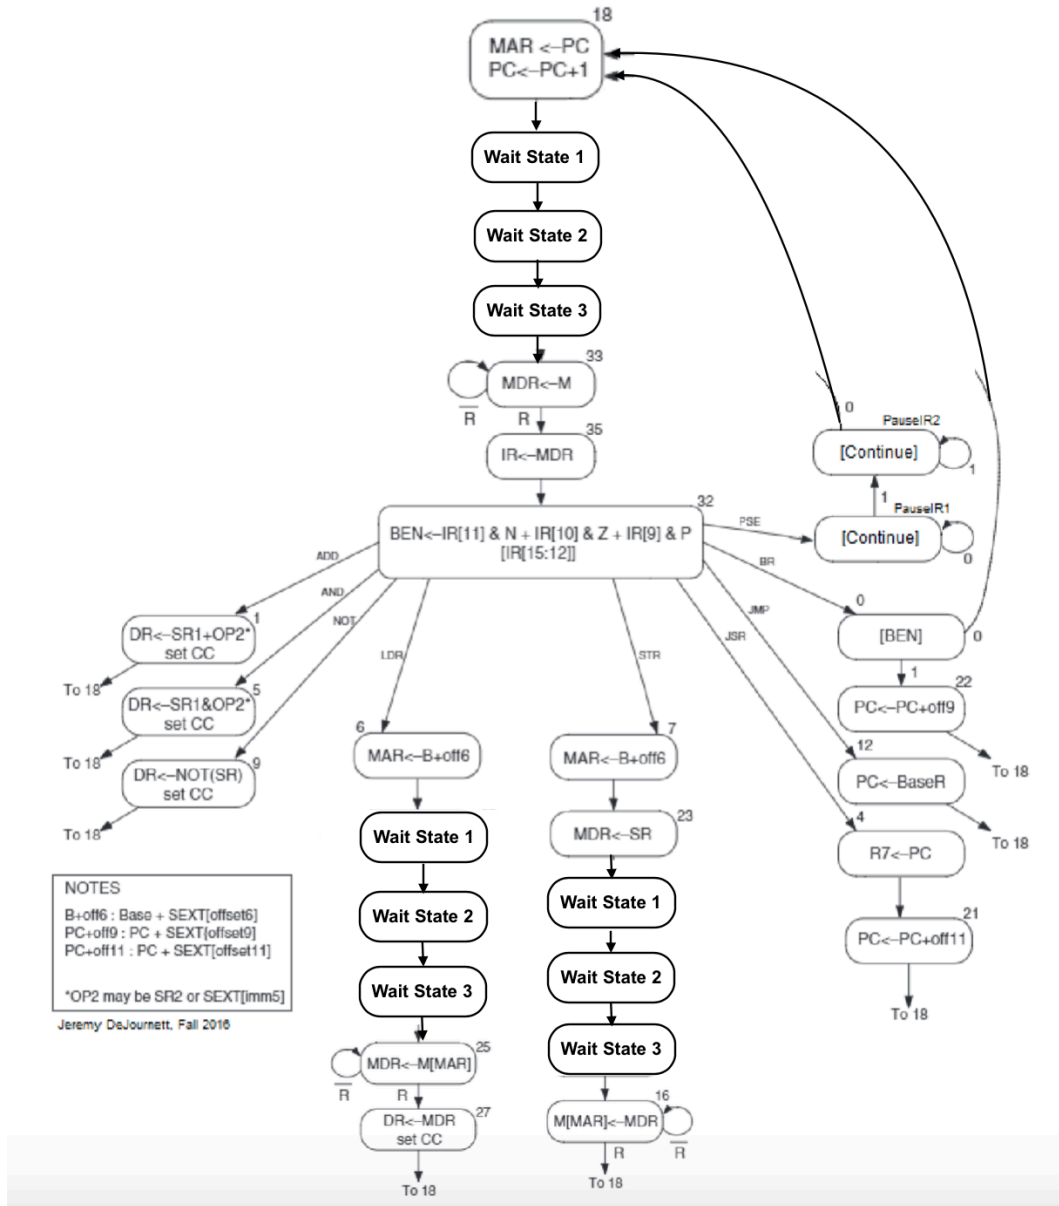 18
MAR <–PC
PC<–PC+1
Wait State 1
Wait State 2
Wait State 3
33
MDR<–M
R
R
35
IR<–MDR
0
PauseIR2
[Continue]
1
1
PauseIR1
[Continue]
0
32
BEN<–IR[11] & N + IR[10] & Z + IR[9] & P
[IR[15:12]]
PSE
BR
JMP
JSR
ADD
AND
NOT
LDR
STR
1
DR<–SR1+OP2*
set CC
To 18
5
DR<–SR1&OP2*
set CC
To 18
9
DR<–NOT(SR)
set CC
To 18
6
MAR<–B+off6
Wait State 1
Wait State 2
Wait State 3
25
MDR<–M[MAR]
R
R
27
DR<–MDR
set CC
To 18
7
MAR<–B+off6
23
MDR<–SR
Wait State 1
Wait State 2
Wait State 3
16
M[MAR]<–MDR
R
R
To 18
0
[BEN]
0
1
22
PC<–PC+off9
To 18
12
PC<–BaseR
To 18
4
R7<–PC
21
PC<–PC+off11
To 18
NOTES
B+off6 : Base + SEXT[offset6]
PC+off9 : PC + SEXT[offset9]
PC+off11 : PC + SEXT[offset11]
*OP2 may be SR2 or SEXT[imm5]
Jeremy DeJournett, Fall 2016